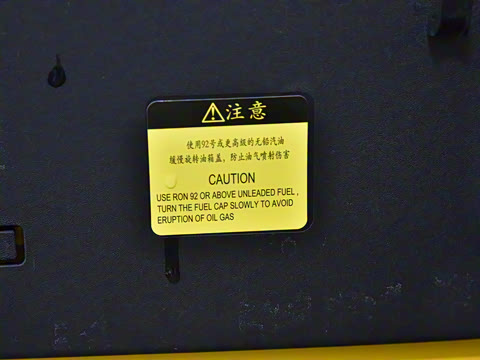 注意
使用92号或更高级的无铅汽油
缓慢旋转油箱盖，防止油气喷射伤害
CAUTION
USE RON 92 OR ABOVE UNLEADED FUEL ,
TURN THE FUEL CAP SLOWLY TO AVOID
ERUPTION OF OIL GAS